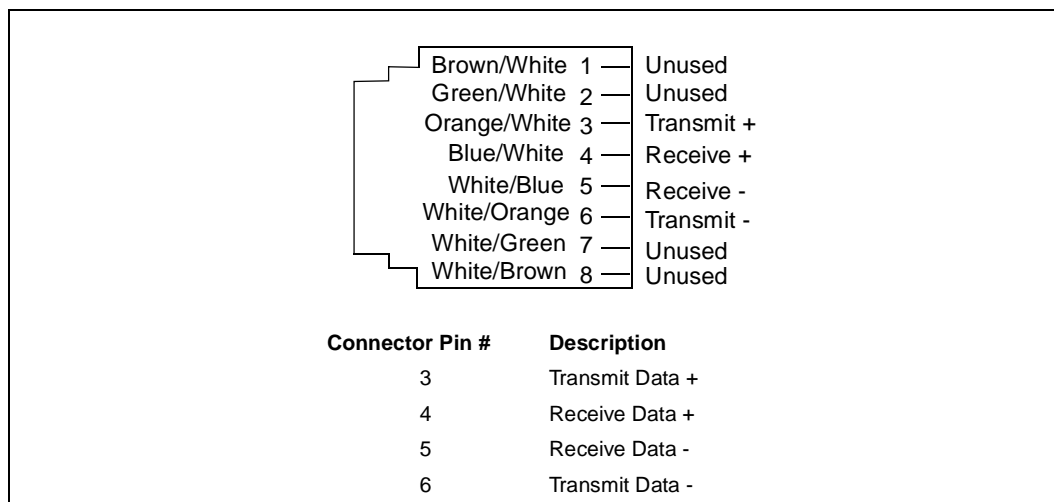 Brown/White 1 Unused
Green/White 2 Unused
Orange/White 3 Transmit +
Blue/White 4 Receive +
White/Blue 5 Receive -
White/Orange 6 Transmit -
White/Green 7 Unused
White/Brown 8 Unused
Connector Pin # Description
3 Transmit Data +
4 Receive Data +
5 Receive Data -
6 Transmit Data -